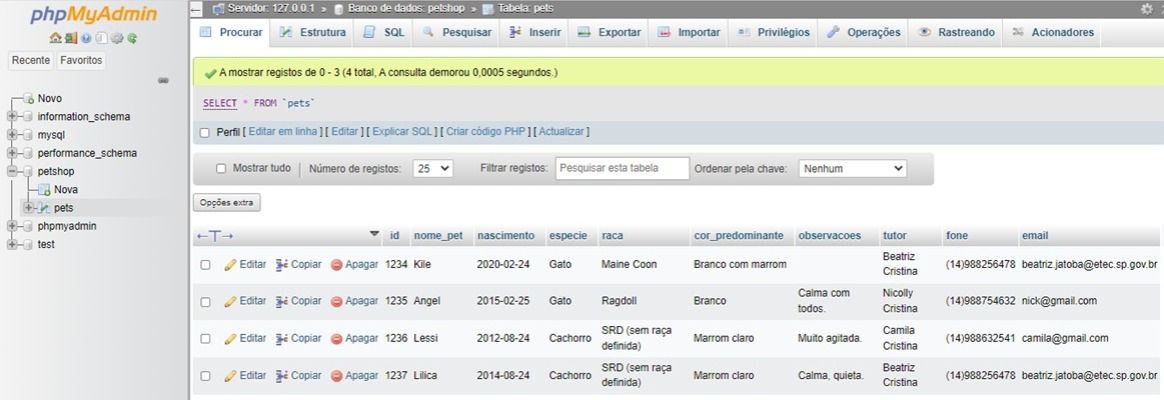 phpMyAdmin
Recente Favoritos
Novo
information_schema
mysql
performance_schema
petshop
Nova
pets
phpmyadmin
test
Servidor: 127.0.0.1 » Banco de dados: petshop » Tabela: pets
Procurar Estrutura SQL Pesquisar Inserir Exportar Importar Privilégios Operações Rastreando Acionadores
A mostrar registos de 0 - 3 (4 total, A consulta demorou 0,0005 segundos.)
SELECT * FROM `pets`
Perfil [ Editar em linha ] [ Editar ] [ Explicar SQL ] [ Criar código PHP ] [ Actualizar ]
Mostrar tudo Número de registos: 25 Filtrar registos: Pesquisar esta tabela Ordenar pela chave: Nenhum
Opções extra
←T→ id nome_pet nascimento especie raca cor_predominante observacoes tutor fone email
Editar Copiar Apagar 1234 Kile 2020-02-24 Gato Maine Coon Branco com marrom Beatriz Cristina (14)988256478 beatriz.jatoba@etec.sp.gov.br
Editar Copiar Apagar 1235 Angel 2015-02-25 Gato Ragdoll Branco Calma com todos. Nicolly Cristina (14)988754632 nick@gmail.com
Editar Copiar Apagar 1236 Lessi 2012-08-24 Cachorro SRD (sem raça definida) Marrom claro Muito agitada. Camila Cristina (14)988632541 camila@gmail.com
Editar Copiar Apagar 1237 Lilica 2014-08-24 Cachorro SRD (sem raça definida) Marrom claro Calma, quieta. Beatriz Cristina (14)988256478 beatriz.jatoba@etec.sp.gov.br